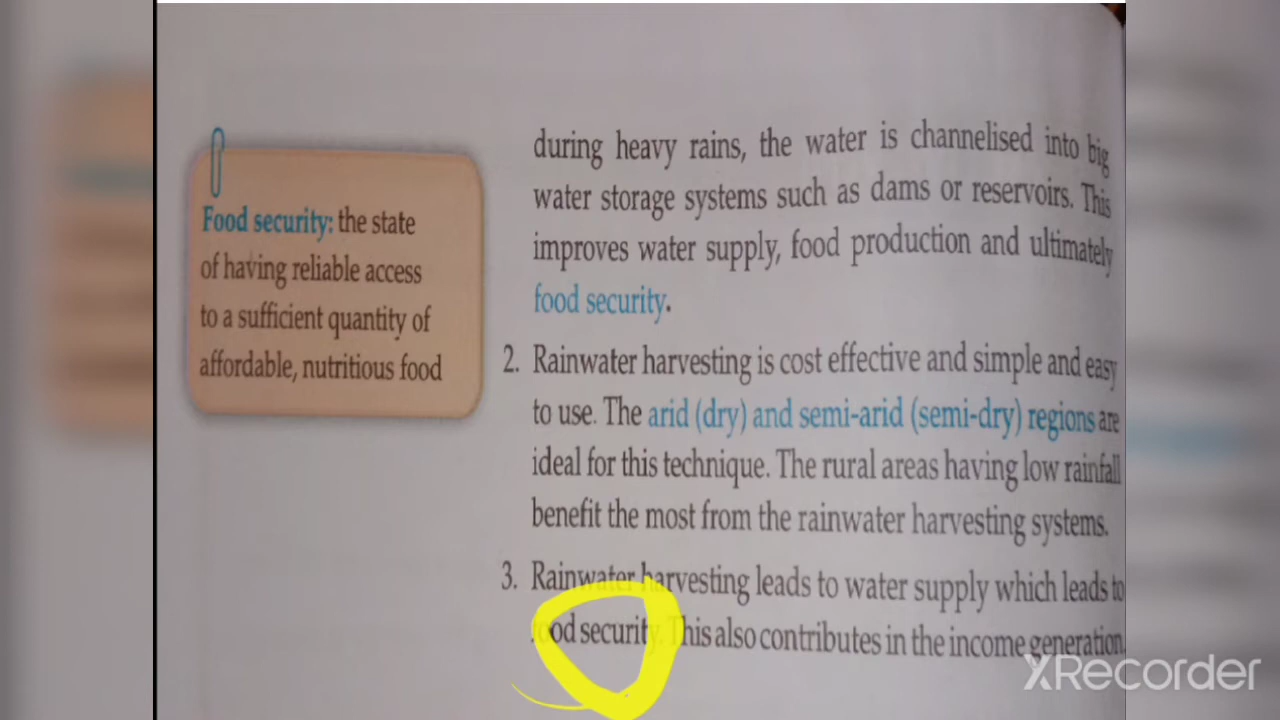 Food security: the state
of having reliable access
to a sufficient quantity of
affordable, nutritious food
during heavy rains, the water is channelised into big
water storage systems such as dams or reservoirs. This
improves water supply, food production and ultimately
food security.
2. Rainwater harvesting is cost effective and simple and easy
to use. The arid (dry) and semi-arid (semi-dry) regions are
ideal for this technique. The rural areas having low rainfall
benefit the most from the rainwater harvesting systems.
3. Rainwater harvesting leads to water supply which leads to
food security. This also contributes in the income generation
XRecorder